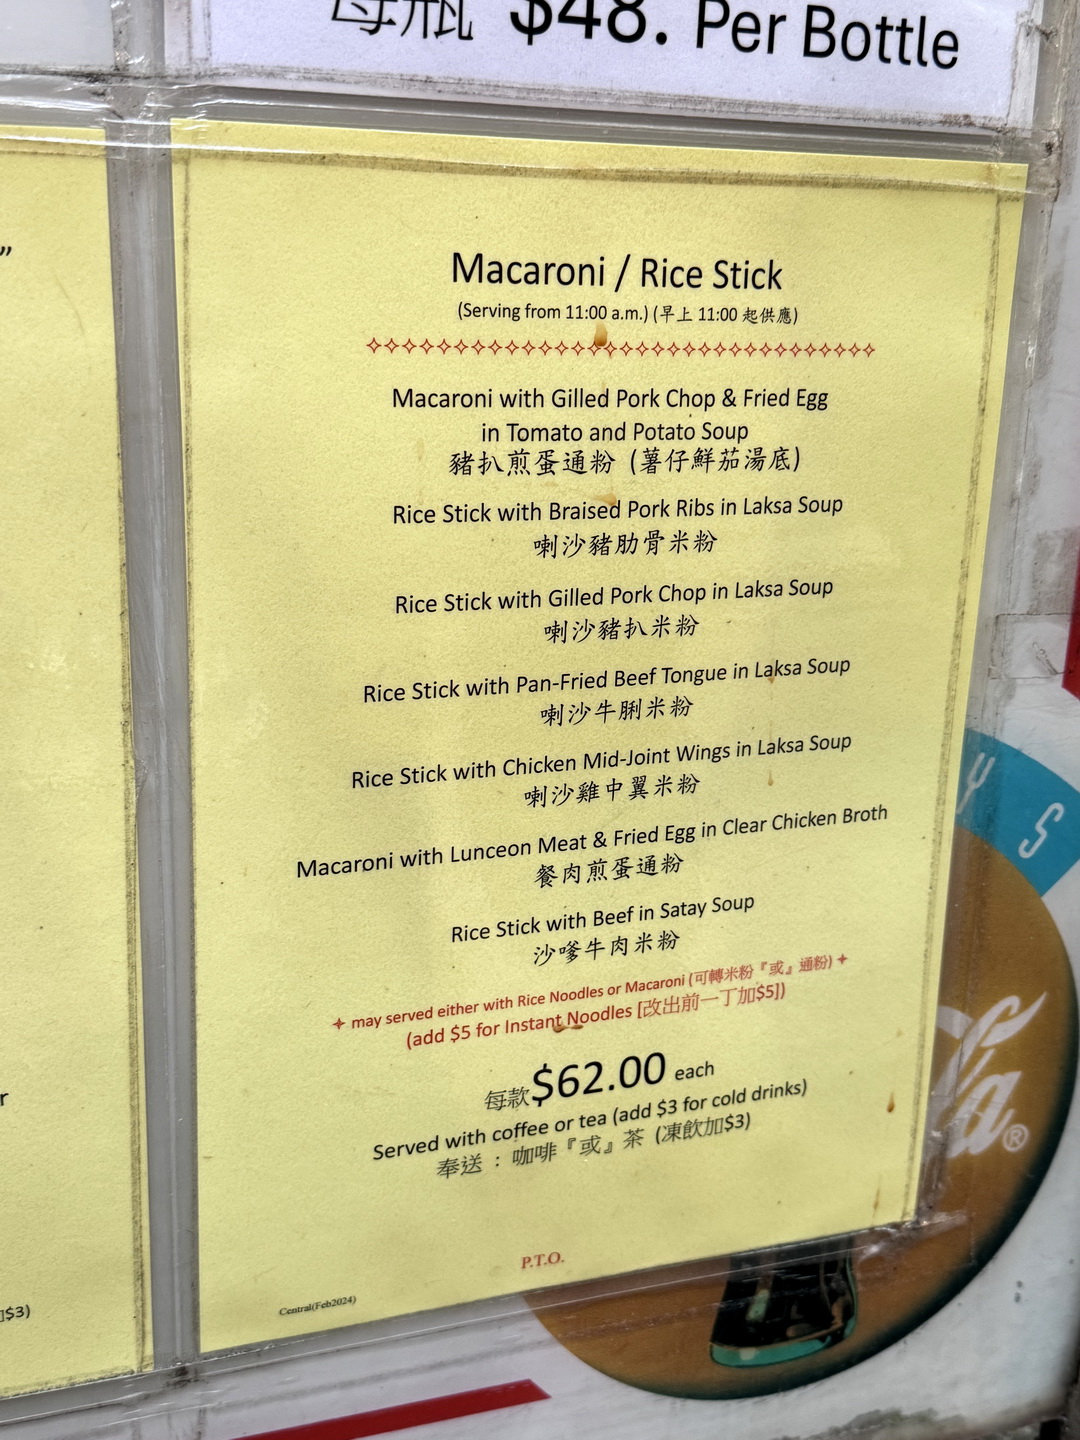 每瓶 $48. Per Bottle
”
Macaroni / Rice Stick
(Serving from 11:00 a.m.) (早上 11:00 起供應)
Macaroni with Gilled Pork Chop & Fried Egg
in Tomato and Potato Soup
豬扒煎蛋通粉 (薯仔鮮茄湯底)
Rice Stick with Braised Pork Ribs in Laksa Soup
喇沙豬肋骨米粉
Rice Stick with Gilled Pork Chop in Laksa Soup
喇沙豬扒米粉
Rice Stick with Pan-Fried Beef Tongue in Laksa Soup
喇沙牛脷米粉
Rice Stick with Chicken Mid-Joint Wings in Laksa Soup
喇沙雞中翼米粉
Macaroni with Lunceon Meat & Fried Egg in Clear Chicken Broth
餐肉煎蛋通粉
Rice Stick with Beef in Satay Soup
沙嗲牛肉米粉
✦ may served either with Rice Noodles or Macaroni (可轉米粉『或』通粉) ✦
(add $5 for Instant Noodles [改出前一丁加$5])
每款$62.00 each
Served with coffee or tea (add $3 for cold drinks)
奉送 : 咖啡『或』茶 (凍飲加$3)
P.T.O.
Central(Feb2024)
r
$3)
Y S
la®